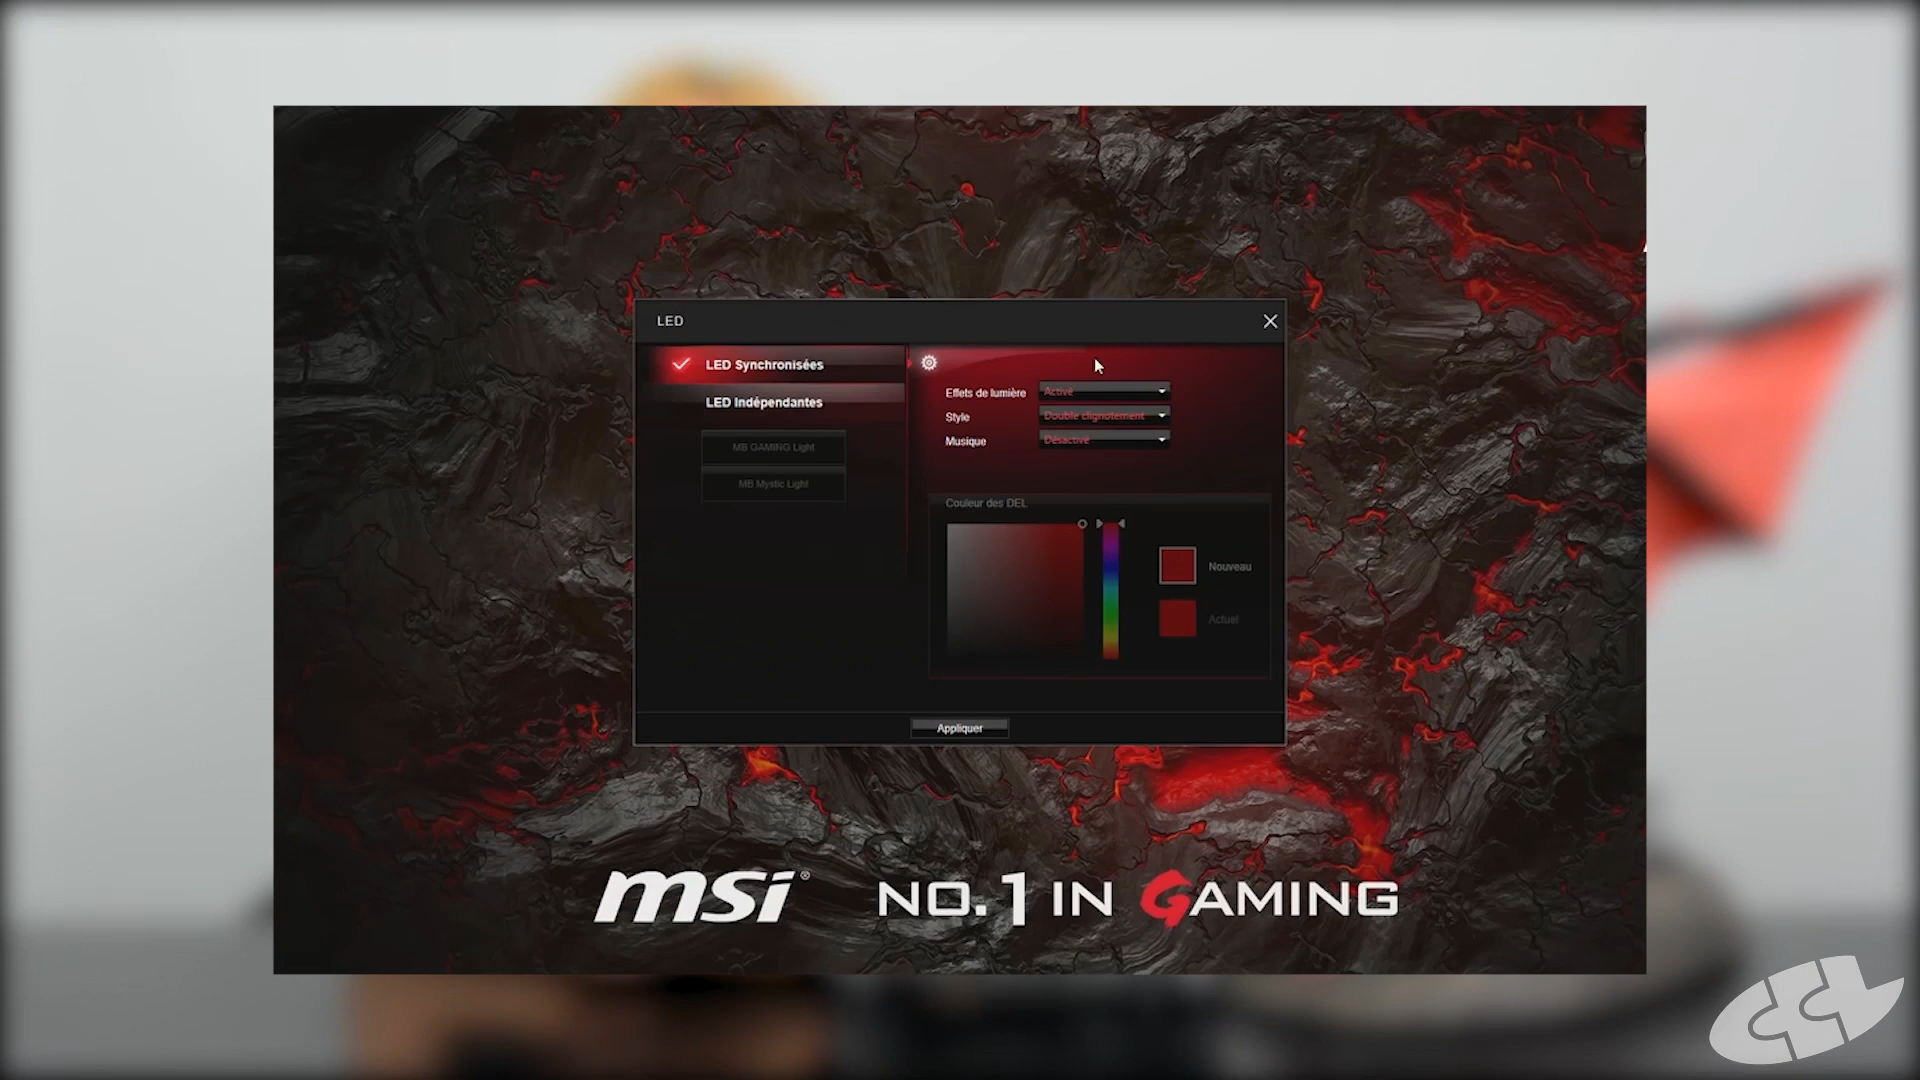 LED
LED Synchronisées
LED Indépendantes
MB GAMING Light
MB Mystic Light
Effets de lumière Activé
Style Double clignotement
Musique Désactivé
Couleur des DEL
Nouveau
Actuel
Appliquer
msi® NO.1 IN GAMING
CCL